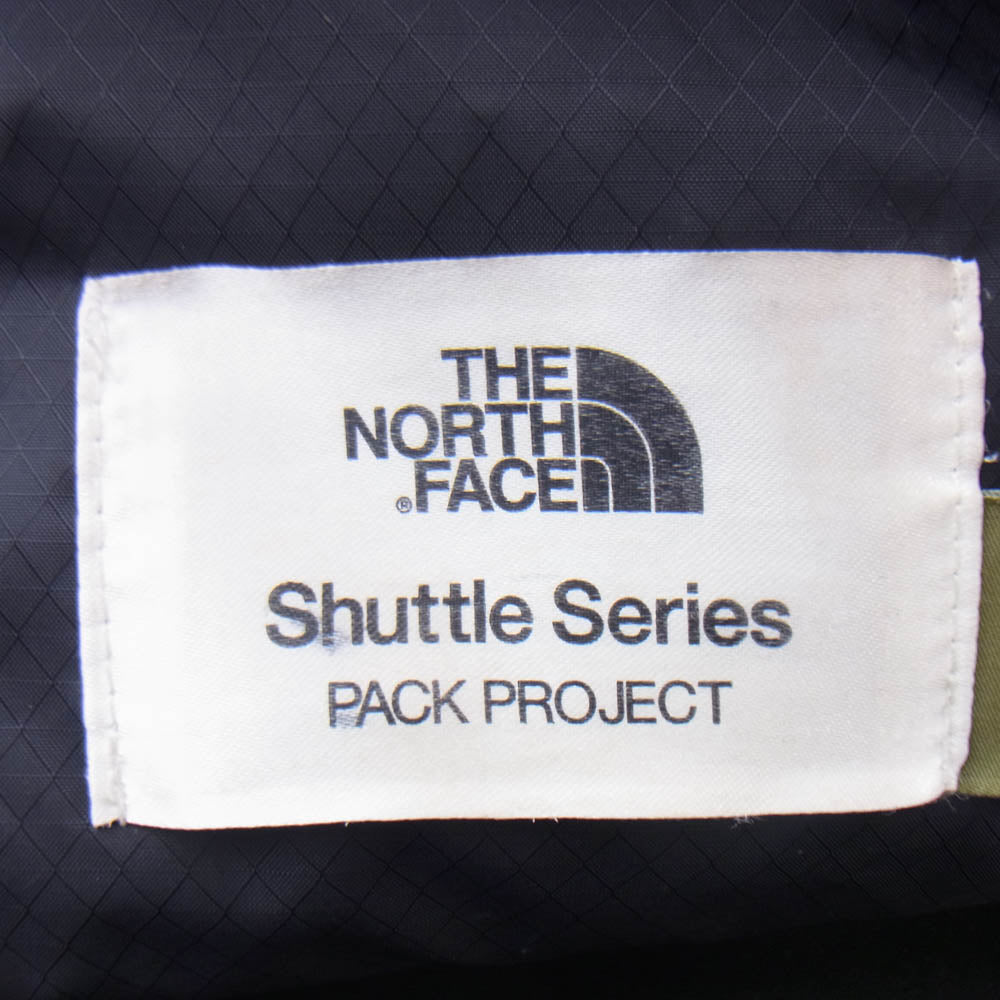 THE
NORTH
®FACE
Shuttle Series
PACK PROJECT